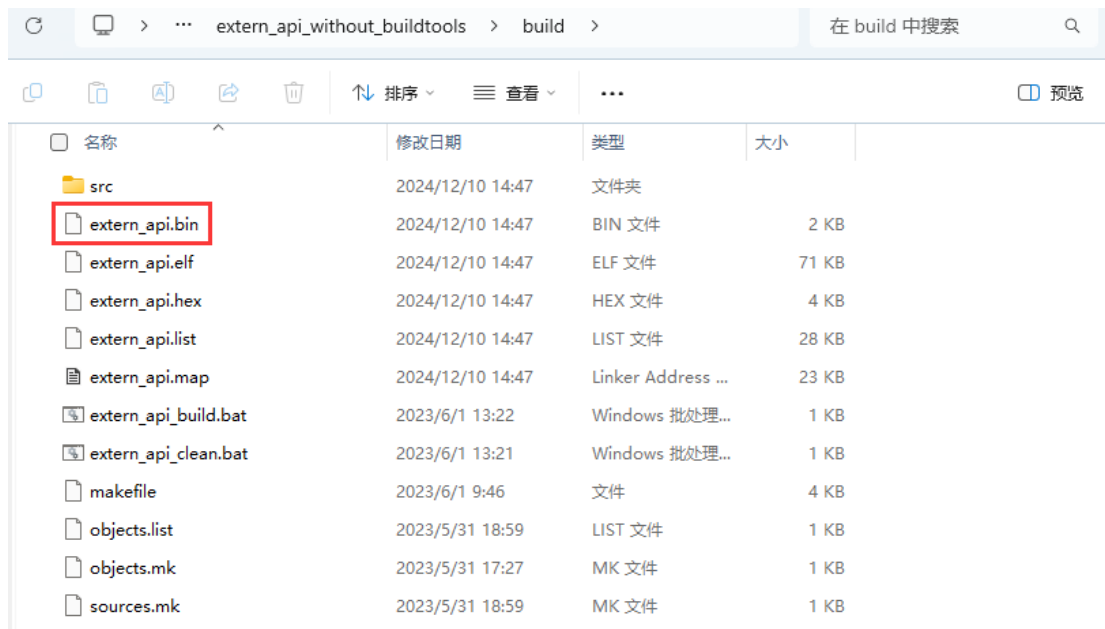 extern_api_without_buildtools > build > 在 build 中搜索
排序 查看 ... 预览
名称 修改日期 类型 大小
src 2024/12/10 14:47 文件夹
extern_api.bin 2024/12/10 14:47 BIN 文件 2 KB
extern_api.elf 2024/12/10 14:47 ELF 文件 71 KB
extern_api.hex 2024/12/10 14:47 HEX 文件 4 KB
extern_api.list 2024/12/10 14:47 LIST 文件 28 KB
extern_api.map 2024/12/10 14:47 Linker Address ... 23 KB
extern_api_build.bat 2023/6/1 13:22 Windows 批处理... 1 KB
extern_api_clean.bat 2023/6/1 13:21 Windows 批处理... 1 KB
makefile 2023/6/1 9:46 文件 4 KB
objects.list 2023/5/31 18:59 LIST 文件 1 KB
objects.mk 2023/5/31 17:27 MK 文件 1 KB
sources.mk 2023/5/31 18:59 MK 文件 1 KB